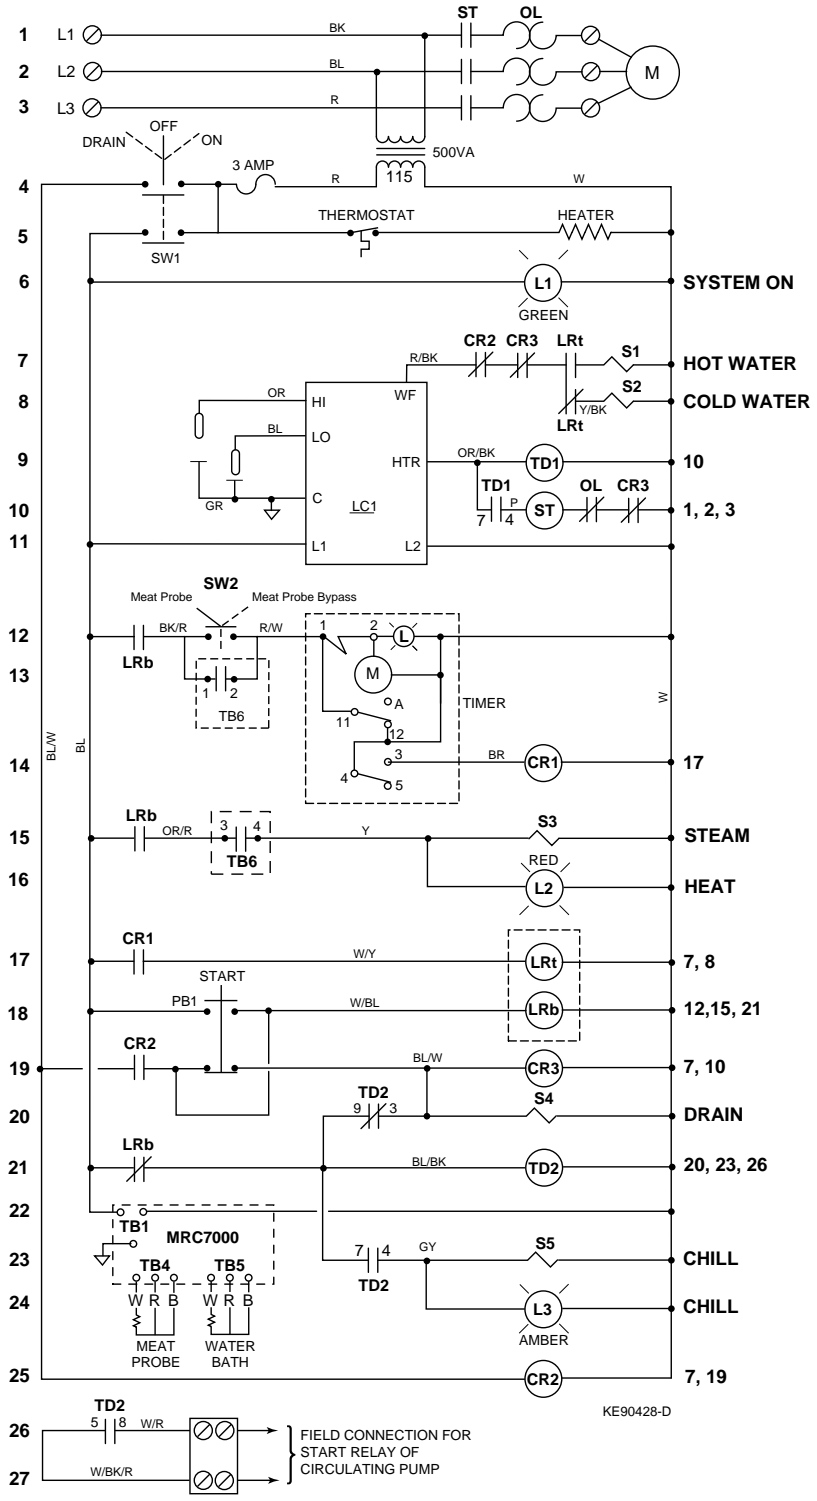 ST OL
1 L1 BK
2 L2 BL M
3 L3 R
OFF
DRAIN ON
500VA
3 AMP
4 R 115 W
THERMOSTAT HEATER
5
SW1
6 L1 SYSTEM ON
GREEN
CR2 CR3 LRt S1
7 R/BK HOT WATER
WF
S2
8 OR HI Y/BK COLD WATER
LRt
BL LO
9 HTR OR/BK TD1 10
TD1 OL CR3
P
C
GR LC1
10 7 4 ST 1, 2, 3
11 L1 L2
SW2
Meat Probe Meat Probe Bypass
12 BK/R R/W 1 2 L
LRb
13 M
1 2
TB6
A TIMER W
11
12
BL/W BL
3 BR
14 4 CR1 17
5
LRb 3 4 S3
15 OR/R Y STEAM
TB6
RED
16 L2 HEAT
CR1
17 W/Y LRt 7, 8
START
PB1 W/BL
18 LRb 12,15, 21
CR2
19 BL/W CR3 7, 10
TD2 S4
20 9 3 DRAIN
LRb
21 BL/BK TD2 20, 23, 26
22
TB1 MRC7000
23 7 4 GY S5 CHILL
TB4 TB5 TD2
24 W R B W R B L3 CHILL
AMBER
MEAT WATER
PROBE BATH
25 CR2 7, 19
KE90428-D
TD2
26 5 8 W/R
FIELD CONNECTION FOR
START RELAY OF
CIRCULATING PUMP
27 W/BK/R